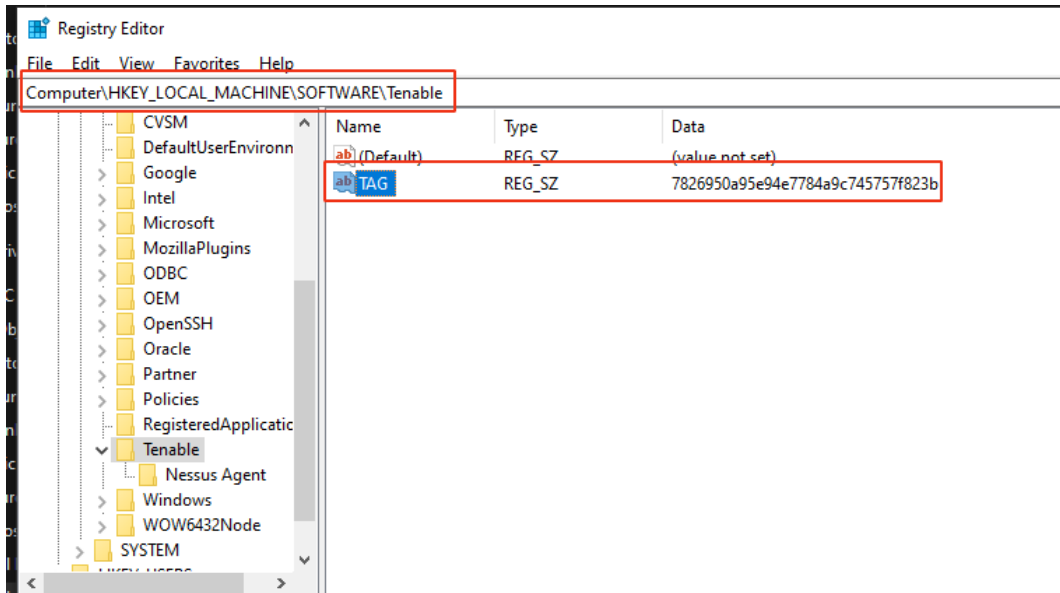 Registry Editor
File Edit View Favorites Help
Computer\HKEY_LOCAL_MACHINE\SOFTWARE\Tenable
CVSM
DefaultUserEnvironn
Google
Intel
Microsoft
MozillaPlugins
ODBC
OEM
OpenSSH
Oracle
Partner
Policies
RegisteredApplicatic
Tenable
Nessus Agent
Windows
WOW6432Node
SYSTEM
Name Type Data
ab (Default) REG_SZ (value not set)
ab TAG REG_SZ 7826950a95e94e7784a9c745757f823b